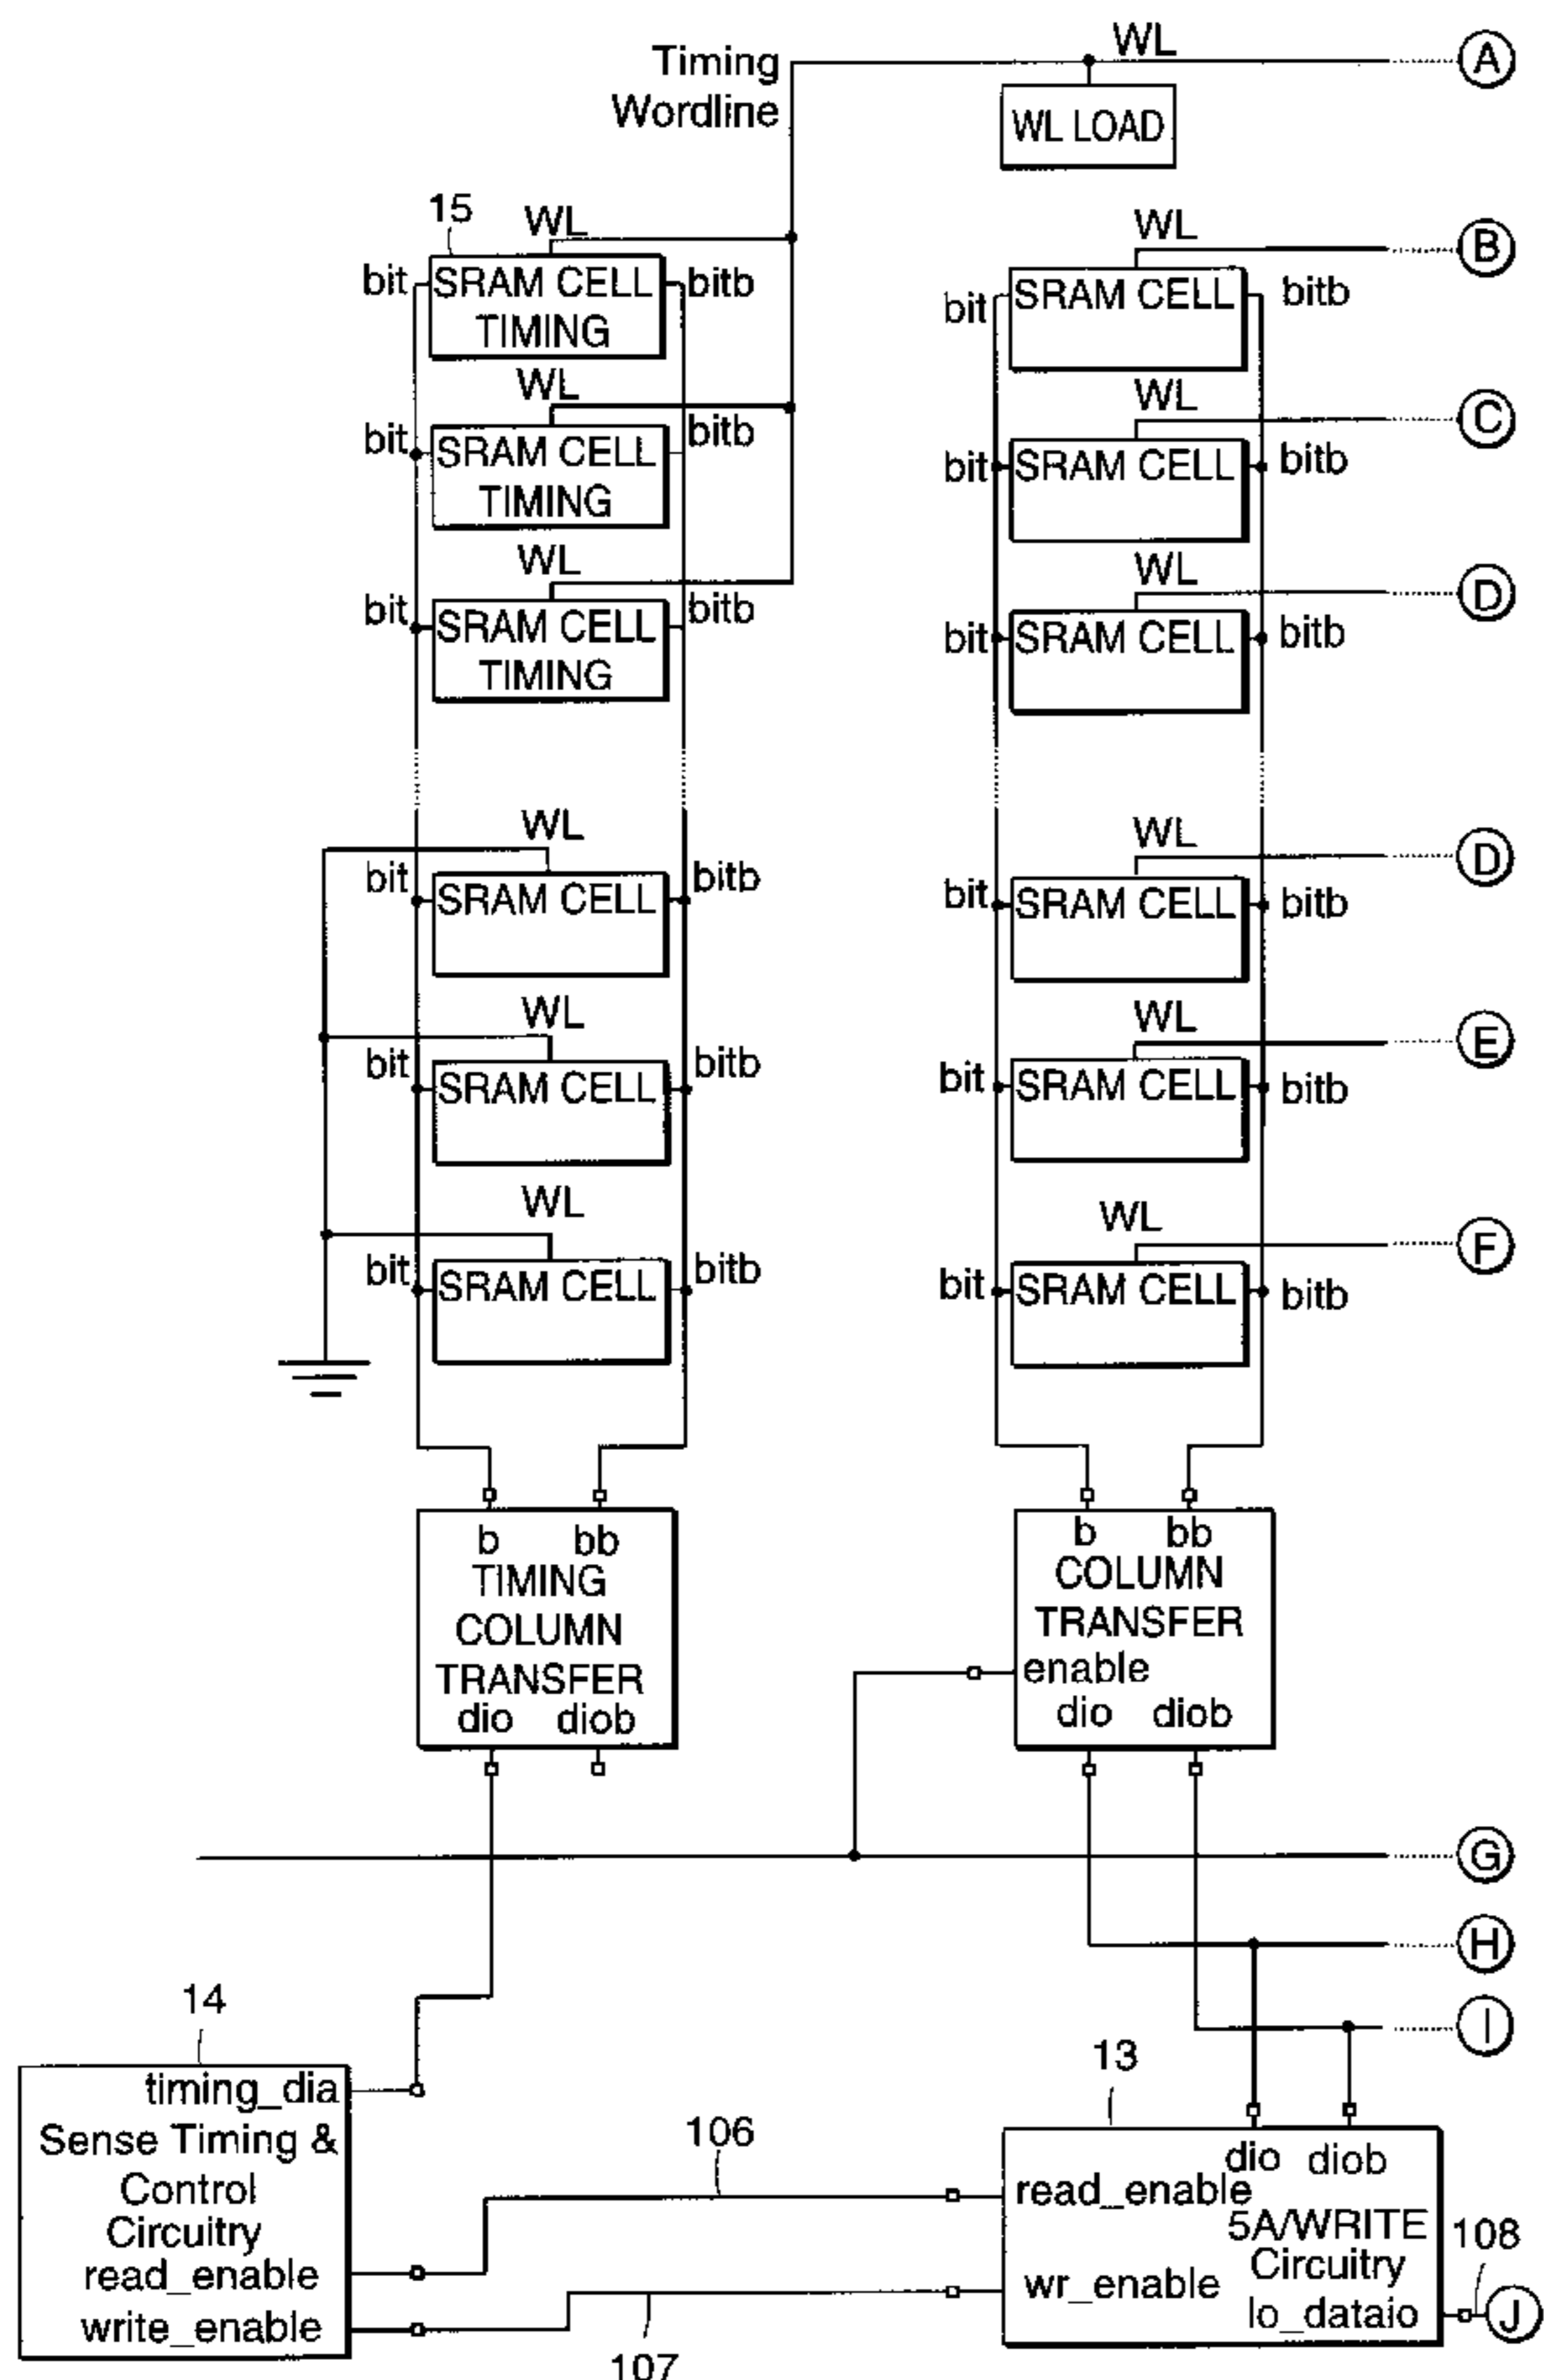 WL
A
Timing
Wordline
WL LOAD
15
WL
WL
B
bit
SRAM CELL
TIMING
bitb
bit
SRAM CELL
bitb
WL
WL
C
bit
SRAM CELL
TIMING
bitb
bit
SRAM CELL
bitb
WL
WL
D
bit
SRAM CELL
TIMING
bitb
bit
SRAM CELL
bitb
WL
WL
D
bit
SRAM CELL
bitb
bit
SRAM CELL
bitb
WL
WL
E
bit
SRAM CELL
bitb
bit
SRAM CELL
bitb
WL
WL
F
bit
SRAM CELL
bitb
bit
SRAM CELL
bitb
b bb
TIMING
COLUMN
TRANSFER
dio diob
b bb
COLUMN
TRANSFER
enable
dio diob
G
H
I
14
timing_dia
Sense Timing &
Control
Circuitry
read_enable
write_enable
106
107
13
dio diob
read_enable
5A/WRITE
Circuitry
wr_enable
lo_dataio
108
J